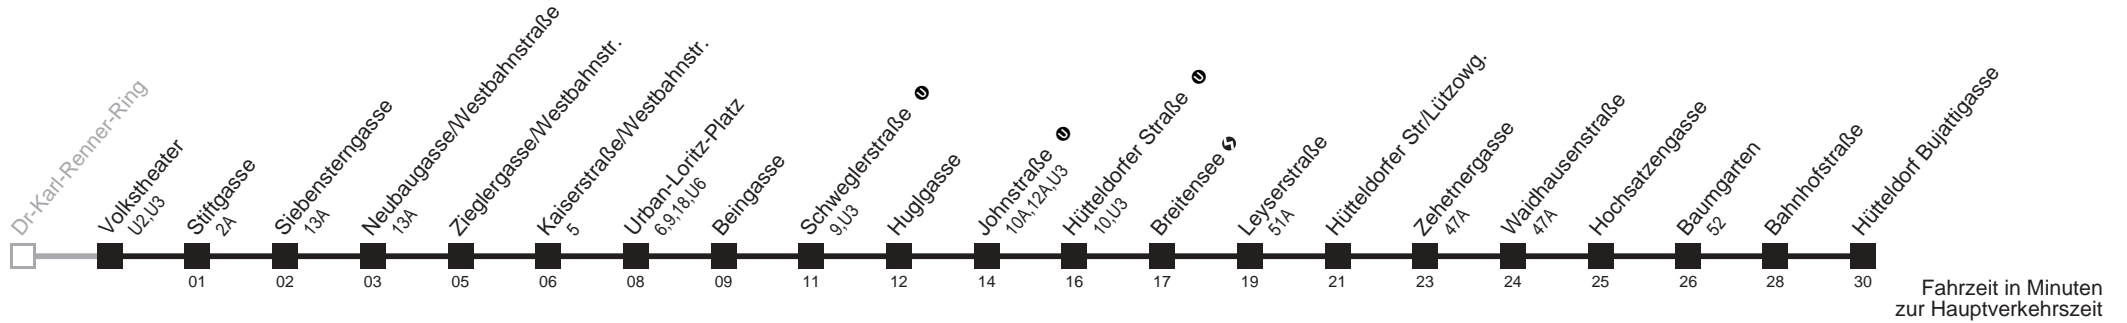 Dr-Karl-Renner-Ring
Volkstheater
U2,U3
Stiftgasse
2A
01
Siebensterngasse
13A
02
Neubaugasse/Westbahnstraße
13A
03
Zieglergasse/Westbahnstr.
05
Kaiserstraße/Westbahnstr.
5
06
Urban-Loritz-Platz
6,9,18,U6
08
Beingasse
09
Schweglerstraße U
9,U3
11
Huglgasse
12
Johnstraße U
10A,12A,U3
14
Hütteldorfer Straße U
10,U3
16
Breitensee S
17
Leyserstraße
51A
19
Hütteldorfer Str/Lützowg.
21
Zehetnergasse
47A
23
Waidhausenstraße
47A
24
Hochsatzengasse
25
Baumgarten
52
26
Bahnhofstraße
28
Hütteldorf Bujattigasse
30
Fahrzeit in Minuten
zur Hauptverkehrszeit